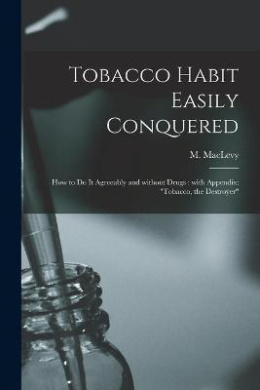 Tobacco Habit
Easily
Conquered
M. MacLevy
How to Do It Agreeably and without Drugs : with Appendix:
"Tobacco, the Destroyer"